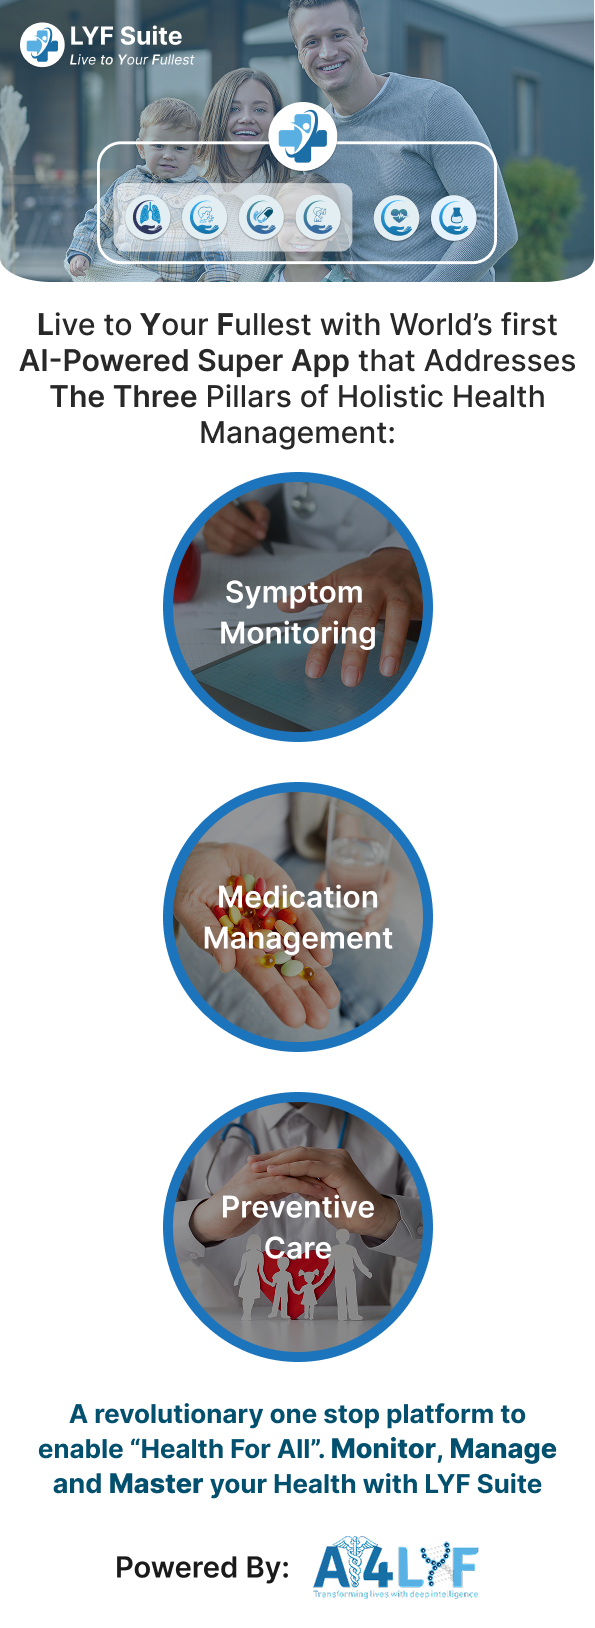 LYF Suite
Live to Your Fullest
Live to Your Fullest with World's first
AI-Powered Super App that Addresses
The Three Pillars of Holistic Health
Management:
Symptom
Monitoring
Medication
Management
Preventive
Care
A revolutionary one stop platform to
enable “Health For All”. Monitor, Manage
and Master your Health with LYF Suite
Powered By:
AI4LYF
Transforming lives with deep intelligence